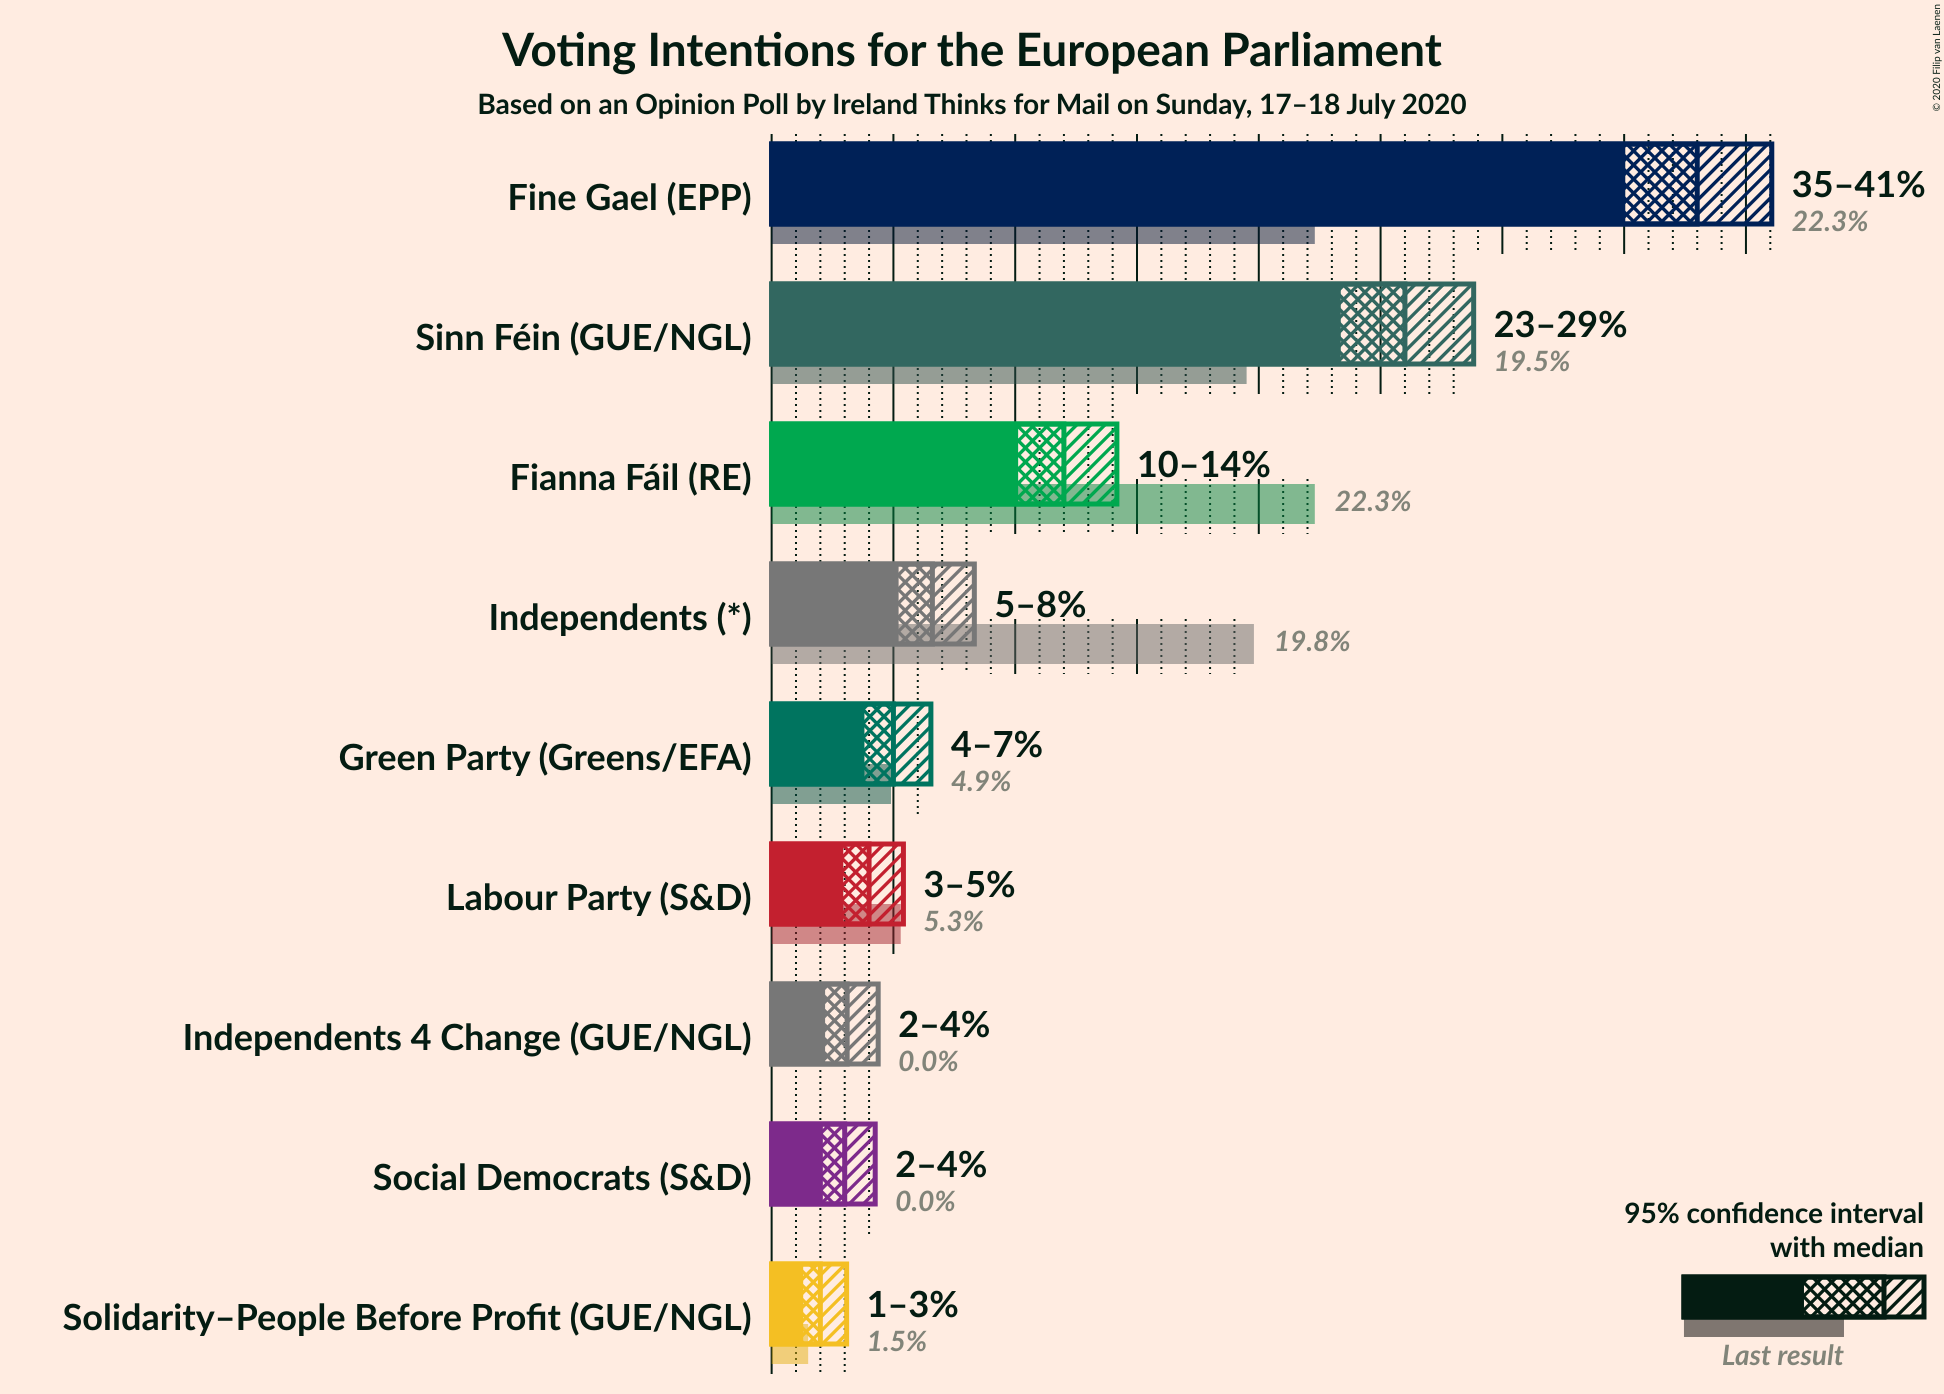 Voting Intentions for the European Parliament
Based on an Opinion Poll by Ireland Thinks for Mail on Sunday, 17–18 July 2020
© 2020 Filip van Laenen
Fine Gael (EPP)
35–41%
22.3%
Sinn Féin (GUE/NGL)
23–29%
19.5%
Fianna Fáil (RE)
10–14%
22.3%
Independents (*)
5–8%
19.8%
Green Party (Greens/EFA)
4–7%
4.9%
Labour Party (S&D)
3–5%
5.3%
Independents 4 Change (GUE/NGL)
2–4%
0.0%
Social Democrats (S&D)
2–4%
0.0%
Solidarity–People Before Profit (GUE/NGL)
1–3%
1.5%
95% confidence interval
with median
Last result